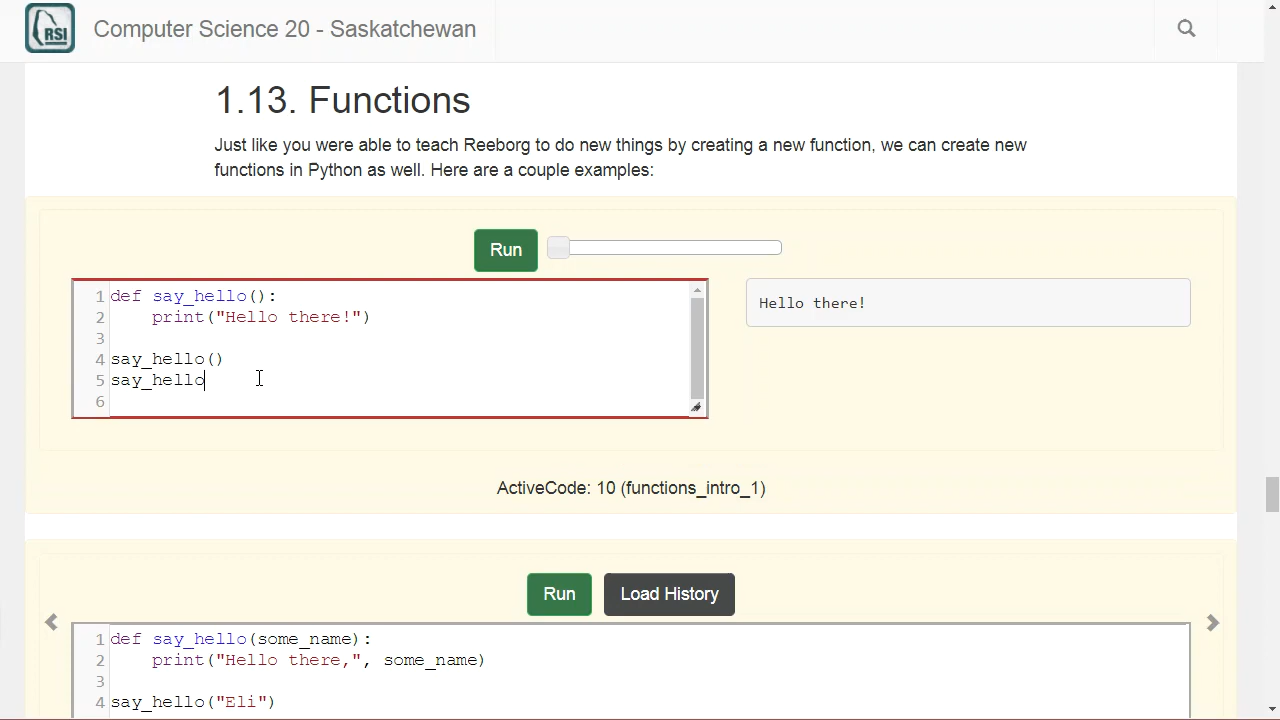 RSI
Computer Science 20 - Saskatchewan
1.13. Functions
Just like you were able to teach Reeborg to do new things by creating a new function, we can create new
functions in Python as well. Here are a couple examples:
Run
1 def say_hello():
2     print("Hello there!")
3
4 say_hello()
5 say_hello
6
Hello there!
ActiveCode: 10 (functions_intro_1)
Run Load History
1 def say_hello(some_name):
2     print("Hello there,", some_name)
3
4 say_hello("Eli")